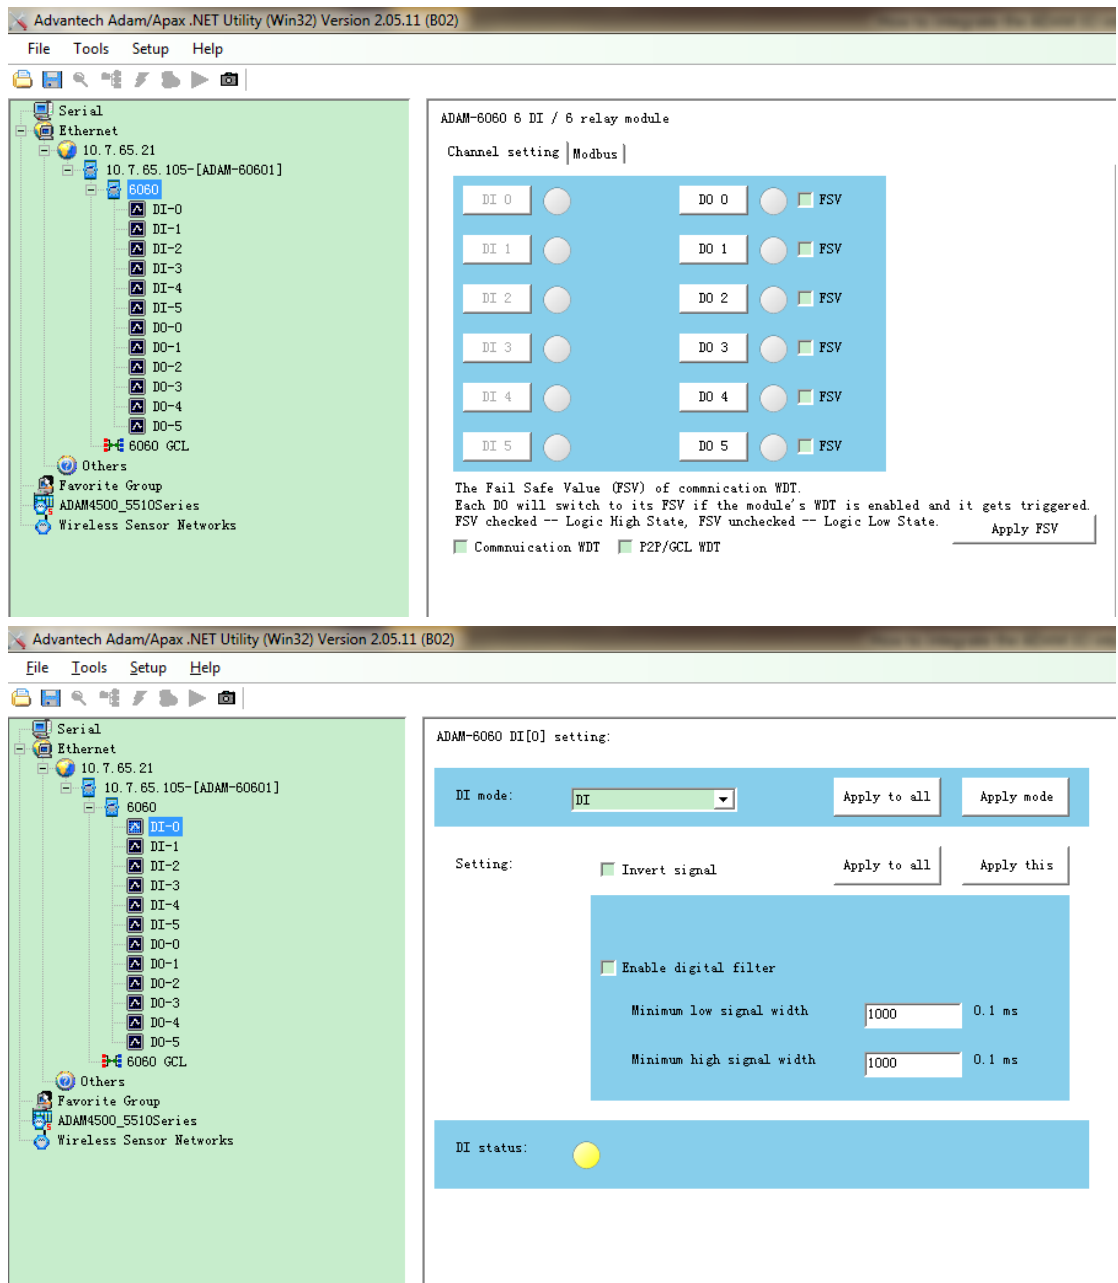 Advantech Adam/Apax .NET Utility (Win32) Version 2.05.11 (B02)
File Tools Setup Help
Serial
Ethernet
10.7.65.21
10.7.65.105-[ADAM-60601]
6060
DI-0
DI-1
DI-2
DI-3
DI-4
DI-5
DO-0
DO-1
DO-2
DO-3
DO-4
DO-5
6060 GCL
Others
Favorite Group
ADAM4500_5510Series
Wireless Sensor Networks
ADAM-6060 6 DI / 6 relay module
Channel setting Modbus
DI 0 DO 0 FSV
DI 1 DO 1 FSV
DI 2 DO 2 FSV
DI 3 DO 3 FSV
DI 4 DO 4 FSV
DI 5 DO 5 FSV
The Fail Safe Value (FSV) of commnication WDT.
Each DO will switch to its FSV if the module's WDT is enabled and it gets triggered.
FSV checked -- Logic High State, FSV unchecked -- Logic Low State.
Apply FSV
Commnuication WDT P2P/GCL WDT
Advantech Adam/Apax .NET Utility (Win32) Version 2.05.11 (B02)
File Tools Setup Help
Serial
Ethernet
10.7.65.21
10.7.65.105-[ADAM-60601]
6060
DI-0
DI-1
DI-2
DI-3
DI-4
DI-5
DO-0
DO-1
DO-2
DO-3
DO-4
DO-5
6060 GCL
Others
Favorite Group
ADAM4500_5510Series
Wireless Sensor Networks
ADAM-6060 DI[0] setting:
DI mode: DI Apply to all Apply mode
Setting: Invert signal Apply to all Apply this
Enable digital filter
Minimum low signal width 1000 0.1 ms
Minimum high signal width 1000 0.1 ms
DI status: